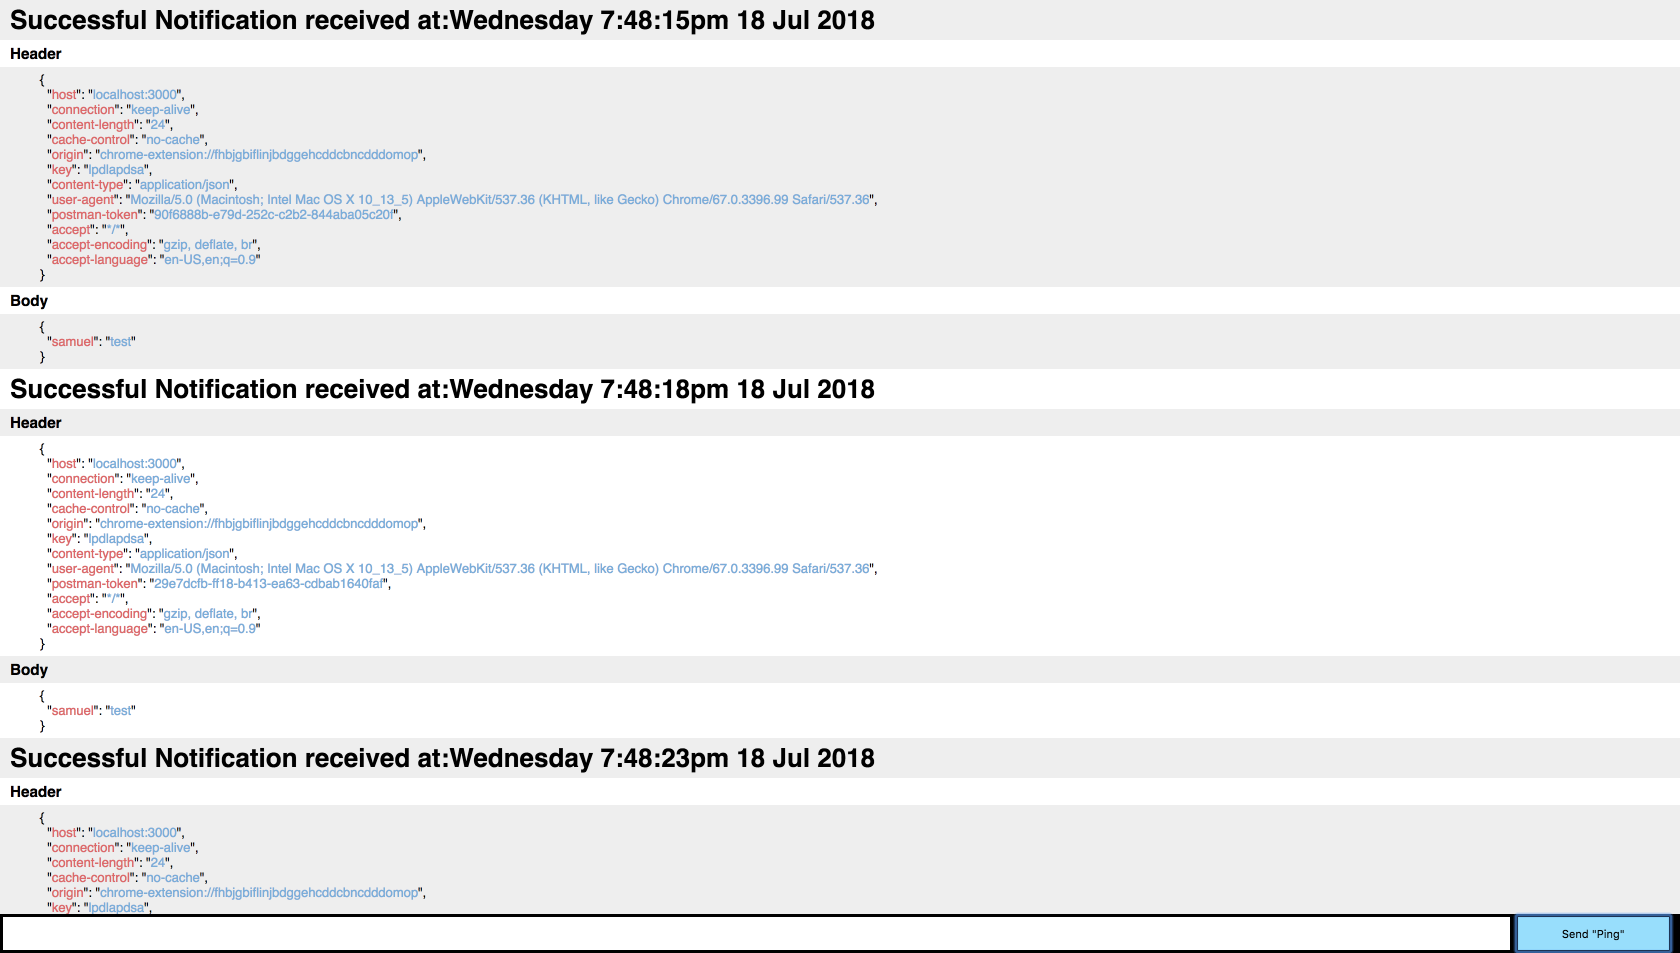 Successful Notification received at:Wednesday 7:48:15pm 18 Jul 2018
Header
{
"host": "localhost:3000",
"connection": "keep-alive",
"content-length": "24",
"cache-control": "no-cache",
"origin": "chrome-extension://fhbjgbiflinjbdggehcddcbncdddomop",
"key": "lpdlapdsa",
"content-type": "application/json",
"user-agent": "Mozilla/5.0 (Macintosh; Intel Mac OS X 10_13_5) AppleWebKit/537.36 (KHTML, like Gecko) Chrome/67.0.3396.99 Safari/537.36",
"postman-token": "90f6888b-e79d-252c-c2b2-844aba05c20f",
"accept": "*/*",
"accept-encoding": "gzip, deflate, br",
"accept-language": "en-US,en;q=0.9"
}
Body
{
"samuel": "test"
}
Successful Notification received at:Wednesday 7:48:18pm 18 Jul 2018
Header
{
"host": "localhost:3000",
"connection": "keep-alive",
"content-length": "24",
"cache-control": "no-cache",
"origin": "chrome-extension://fhbjgbiflinjbdggehcddcbncdddomop",
"key": "lpdlapdsa",
"content-type": "application/json",
"user-agent": "Mozilla/5.0 (Macintosh; Intel Mac OS X 10_13_5) AppleWebKit/537.36 (KHTML, like Gecko) Chrome/67.0.3396.99 Safari/537.36",
"postman-token": "29e7dcfb-ff18-b413-ea63-cdbab1640faf",
"accept": "*/*",
"accept-encoding": "gzip, deflate, br",
"accept-language": "en-US,en;q=0.9"
}
Body
{
"samuel": "test"
}
Successful Notification received at:Wednesday 7:48:23pm 18 Jul 2018
Header
{
"host": "localhost:3000",
"connection": "keep-alive",
"content-length": "24",
"cache-control": "no-cache",
"origin": "chrome-extension://fhbjgbiflinjbdggehcddcbncdddomop",
"key": "lpdlapdsa",
Send "Ping"